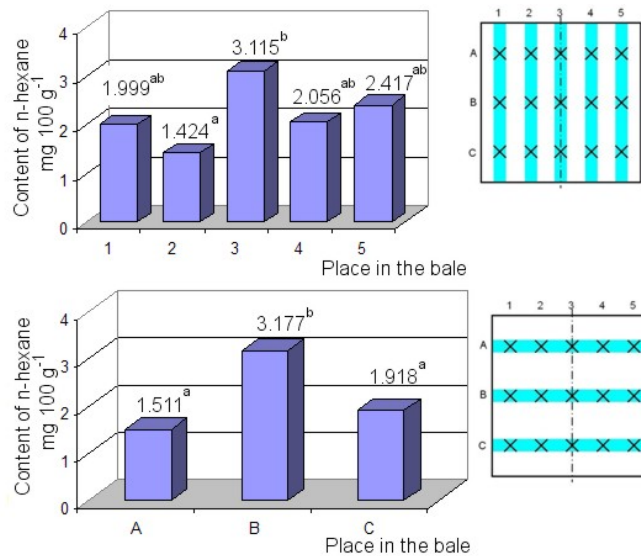 Content of n-hexane
mg 100 g-1
4
3
2
1
0
1.999ab
1.424a
3.115b
2.056ab
2.417ab
1 2 3 4 5
Place in the bale
1 2 3 4 5
A
B
C
Content of n-hexane
mg 100 g-1
4
3
2
1
0
1.511a
3.177b
1.918a
A B C
Place in the bale
1 2 3 4 5
A
B
C